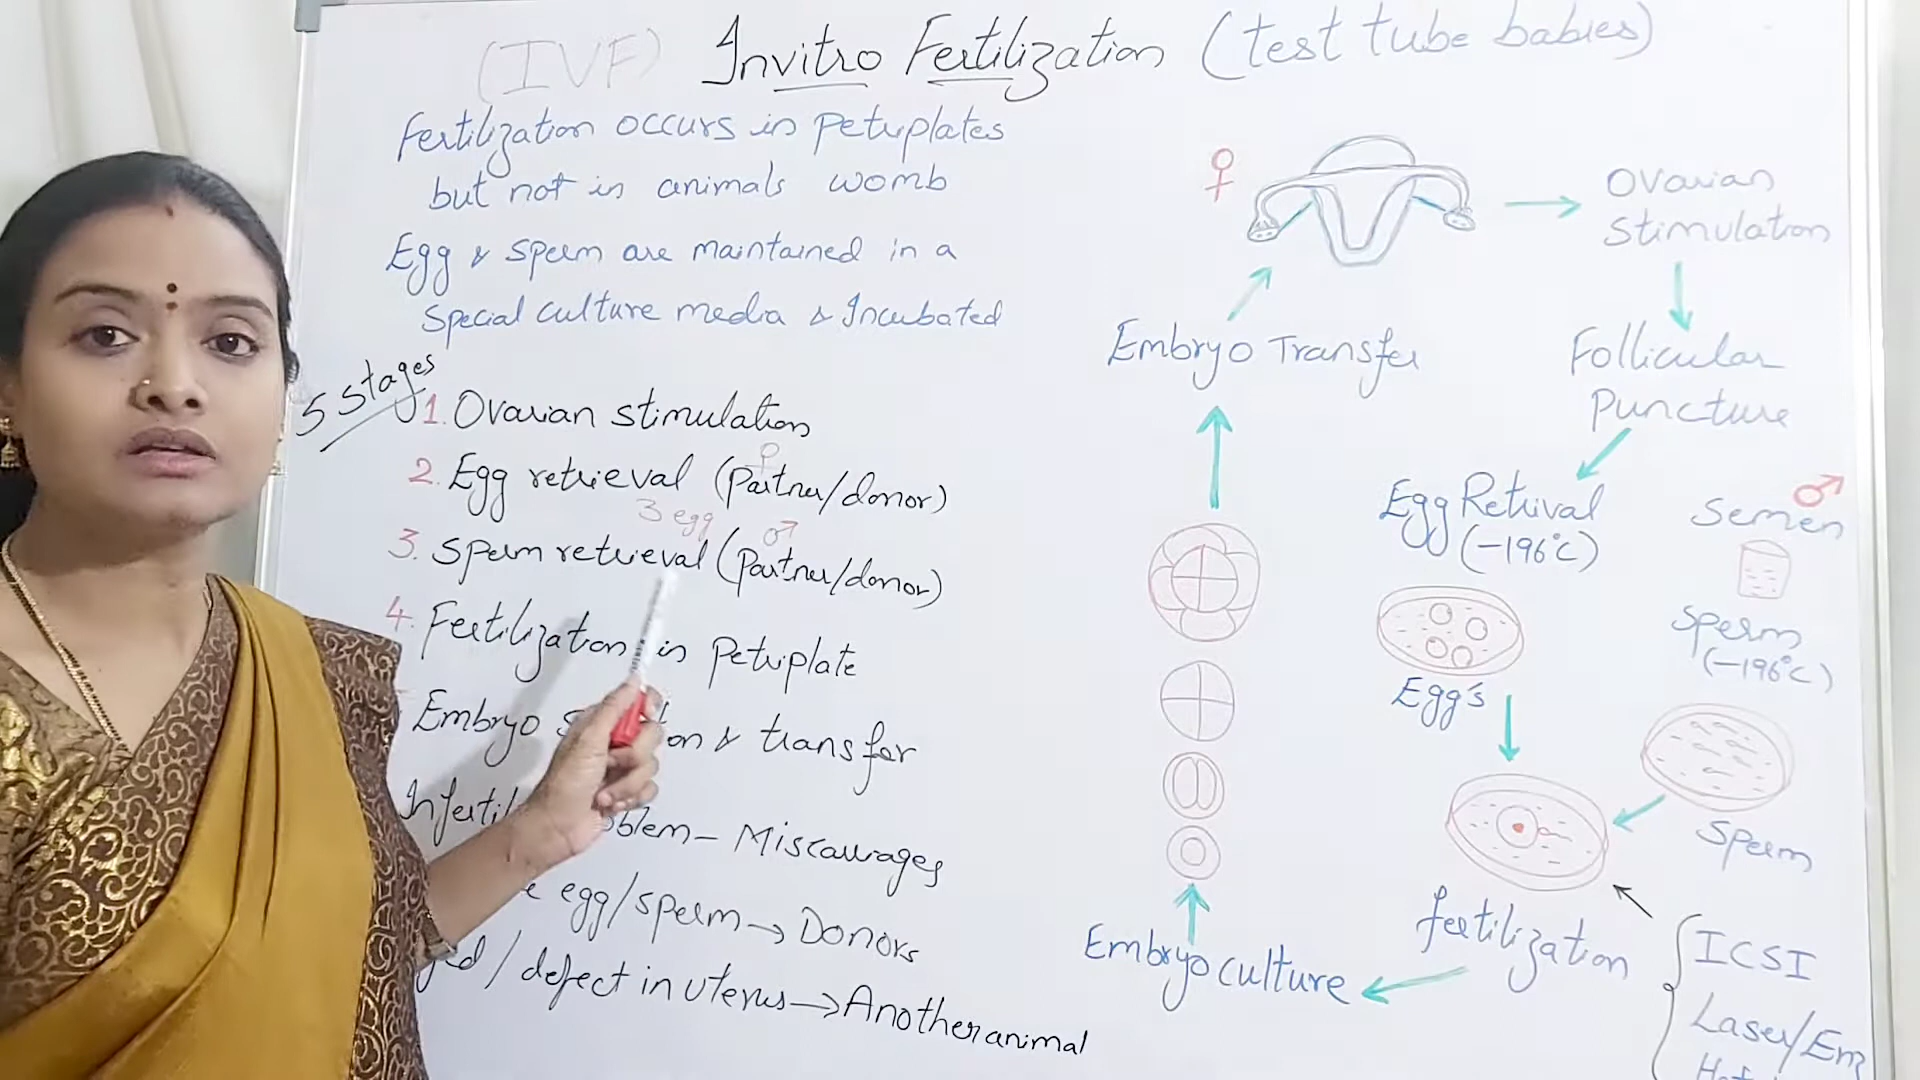 (IVF) Invitro Fertilization (test tube babies)
Fertilization occurs in Petriplates
but not in animals womb
Egg & sperm are maintained in a
special culture media & Incubated
5 stages
1. Ovarian stimulation
2. Egg retrieval (Partner/donor)
3 egg
3. Sperm retrieval (Partner/donor)
4. Fertilization in Petriplate
Embryo & transfer
Problem - Miscarriages
egg/sperm → Donors
/ defect in uterus → Another animal
Ovarian
stimulation
Follicular
Puncture
Egg Retrival
(-196°C)
Egg's
Semen
Sperm
(-196°C)
Sperm
fertilization
ICSI
Laser/Em
Embryo culture
Embryo Transfer